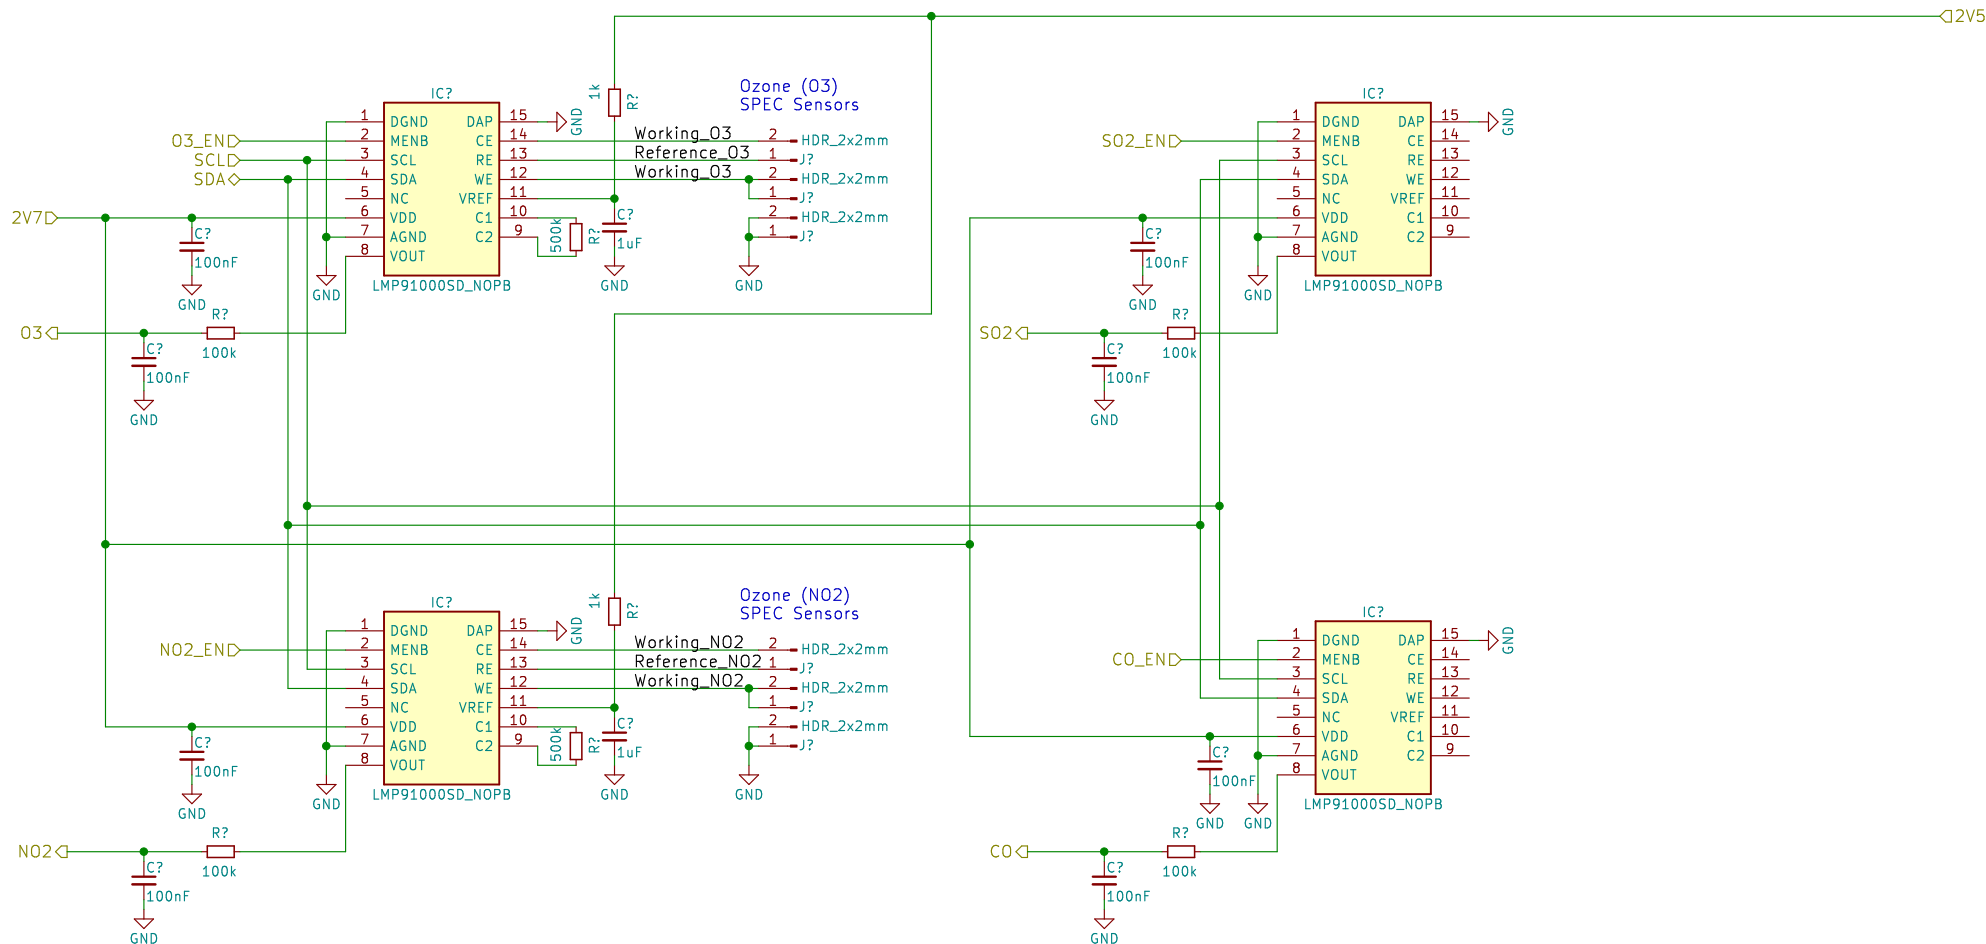 2V5
Ozone (O3)
SPEC Sensors
1k
R?
IC?
1 DGND DAP 15 GND
O3_EN 2 MENB CE 14 Working_O3 2 HDR_2x2mm
SCL 3 SCL RE 13 Reference_O3 1 J?
SDA 4 SDA WE 12 Working_O3 2 HDR_2x2mm
5 NC VREF 11 1 J?
2V7 6 VDD C1 10 2 HDR_2x2mm
7 AGND C2 9 1 J?
8 VOUT
LMP91000SD_NOPB
500k
R?
C?
1uF
GND
GND
C?
100nF
GND
GND
O3
R?
100k
C?
100nF
GND
IC?
1 DGND DAP 15 GND
SO2_EN 2 MENB CE 14
3 SCL RE 13
4 SDA WE 12
5 NC VREF 11
6 VDD C1 10
7 AGND C2 9
8 VOUT
LMP91000SD_NOPB
C?
100nF
GND
GND
SO2
R?
100k
C?
100nF
GND
Ozone (NO2)
SPEC Sensors
1k
R?
IC?
1 DGND DAP 15 GND
NO2_EN 2 MENB CE 14 Working_NO2 2 HDR_2x2mm
3 SCL RE 13 Reference_NO2 1 J?
4 SDA WE 12 Working_NO2 2 HDR_2x2mm
5 NC VREF 11 1 J?
6 VDD C1 10 2 HDR_2x2mm
7 AGND C2 9 1 J?
8 VOUT
LMP91000SD_NOPB
500k
R?
C?
1uF
GND
GND
C?
100nF
GND
GND
NO2
R?
100k
C?
100nF
GND
IC?
1 DGND DAP 15 GND
CO_EN 2 MENB CE 14
3 SCL RE 13
4 SDA WE 12
5 NC VREF 11
6 VDD C1 10
7 AGND C2 9
8 VOUT
LMP91000SD_NOPB
C?
100nF
GND
GND
CO
R?
100k
C?
100nF
GND